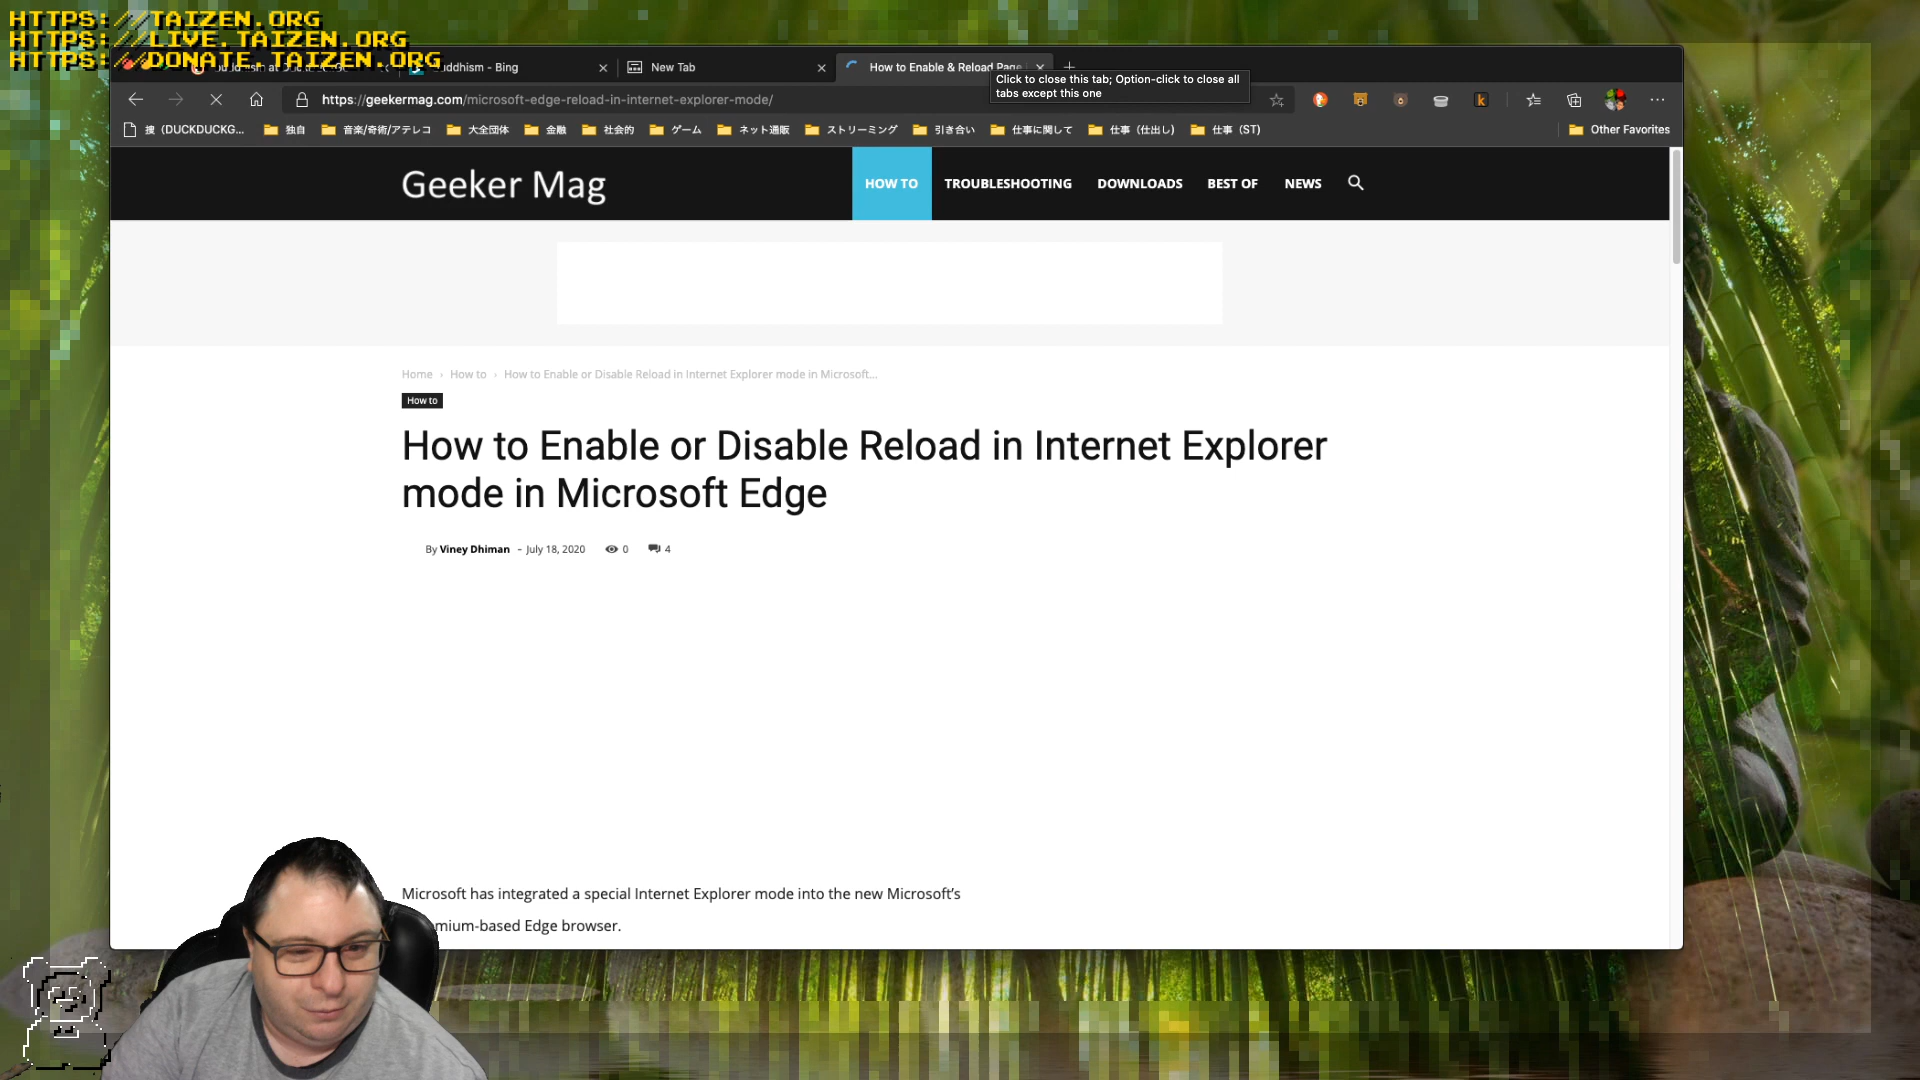 HTTPS://TAIZEN.ORG
HTTPS://LIVE.TAIZEN.ORG
HTTPS://DONATE.TAIZEN.ORG
uddhism - Bing
New Tab
How to Enable & Reload Page
Click to close this tab; Option-click to close all
tabs except this one
https://geekermag.com/microsoft-edge-reload-in-internet-explorer-mode/
捜（DUCKDUCKG...
独自
音楽/奇術/アテレコ
大全団体
金融
社会的
ゲーム
ネット通販
ストリーミング
引き合い
仕事に関して
仕事（仕出し）
仕事（ST）
Other Favorites
Geeker Mag
HOW TO
TROUBLESHOOTING
DOWNLOADS
BEST OF
NEWS
Home › How to › How to Enable or Disable Reload in Internet Explorer mode in Microsoft...
How to
How to Enable or Disable Reload in Internet Explorer
mode in Microsoft Edge
By Viney Dhiman - July 18, 2020 0 4
Microsoft has integrated a special Internet Explorer mode into the new Microsoft's
mium-based Edge browser.